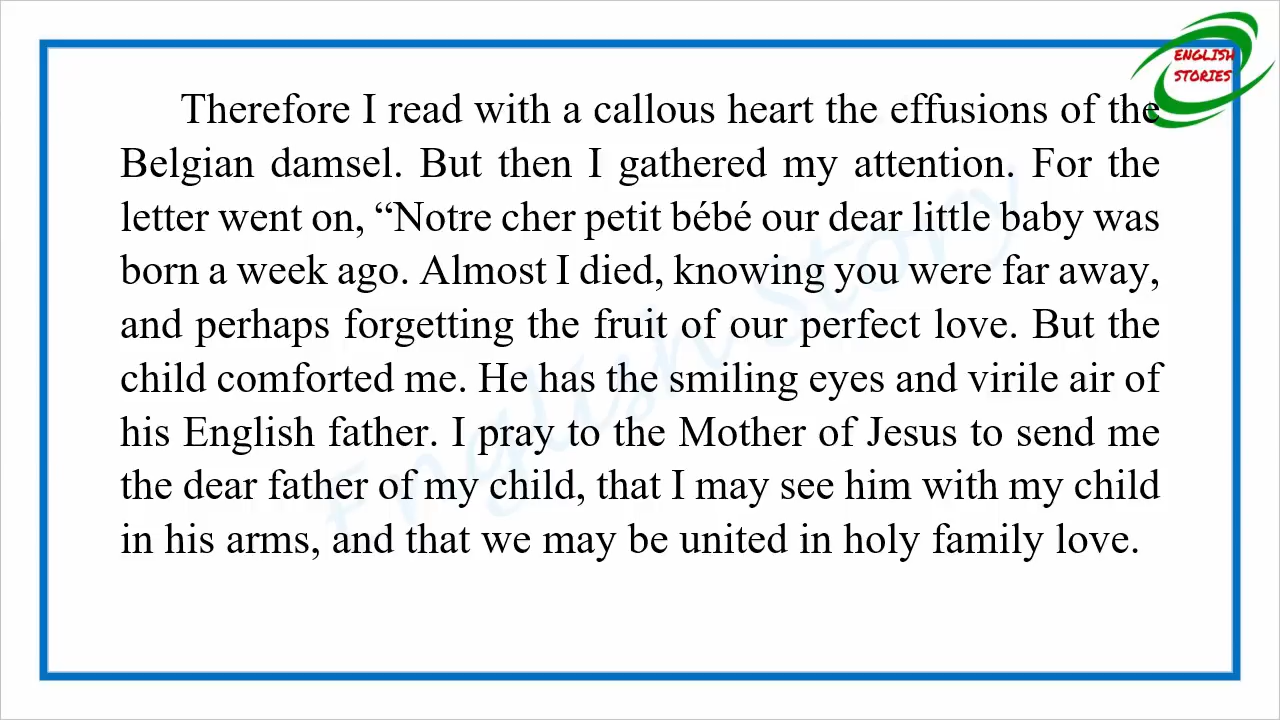 ENGLISH
STORIES
Therefore I read with a callous heart the effusions of the
Belgian damsel. But then I gathered my attention. For the
letter went on, “Notre cher petit bébé our dear little baby was
born a week ago. Almost I died, knowing you were far away,
and perhaps forgetting the fruit of our perfect love. But the
child comforted me. He has the smiling eyes and virile air of
his English father. I pray to the Mother of Jesus to send me
the dear father of my child, that I may see him with my child
in his arms, and that we may be united in holy family love.
English Story